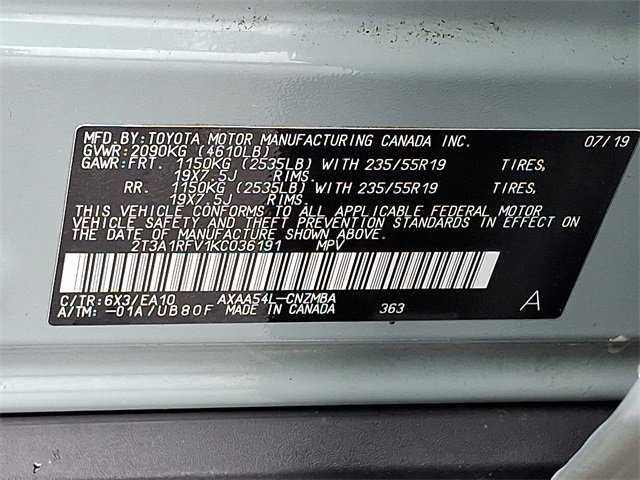 MFD.BY:TOYOTA MOTOR MANUFACTURING CANADA INC. 07/19
GVWR:2090KG (4610LB)
GAWR:FRT. 1150KG (2535LB) WITH 235/55R19 TIRES,
19X7.5J RIMS.
RR. 1150KG (2535LB) WITH 235/55R19 TIRES,
19X7.5J RIMS.
THIS VEHICLE CONFORMS TO ALL APPLICABLE FEDERAL MOTOR
VEHICLE SAFETY AND THEFT PREVENTION STANDARDS IN EFFECT ON
THE DATE OF MANUFACTURE SHOWN ABOVE.
2T3A1RFV1KC036191 MPV
C/TR:6X3/EA10 AXAA54L-CNZMBA
A/TM: -01A/UB80F MADE IN CANADA 363 A